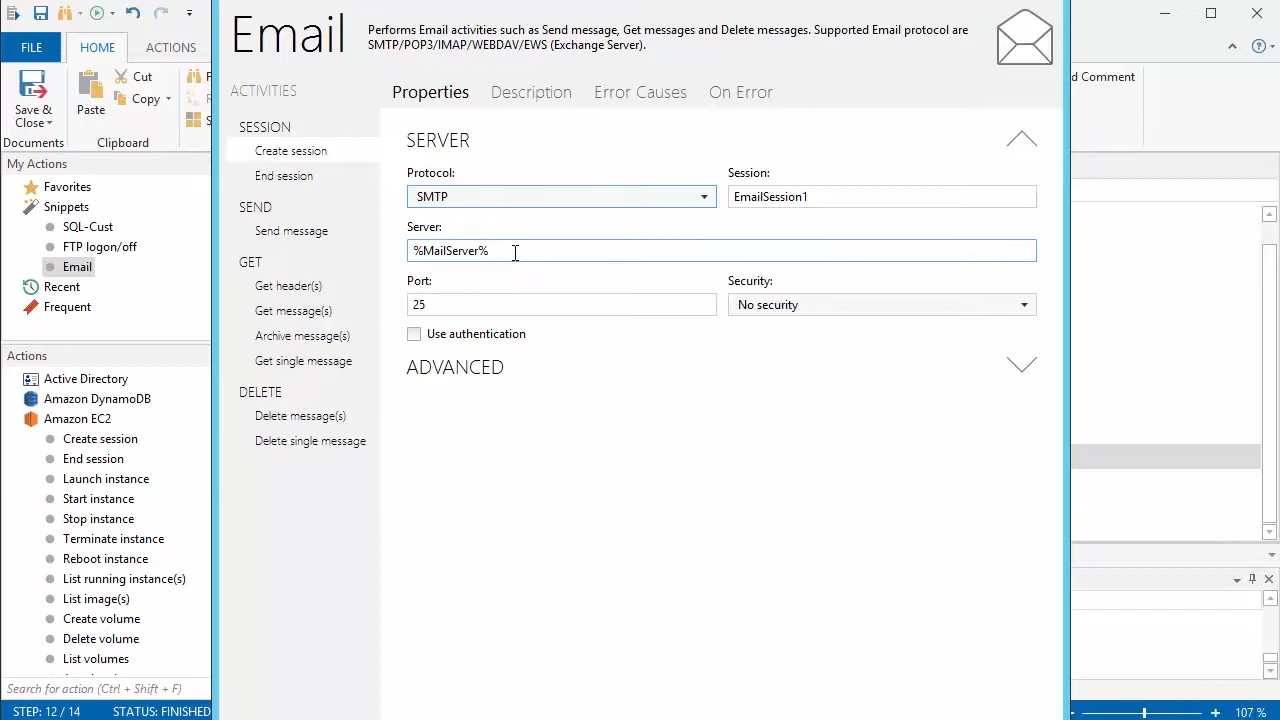 FILE
HOME
ACTIONS
Save &
Close
Paste
Cut
Copy
Documents
Clipboard
d Comment
My Actions
Favorites
Snippets
SQL-Cust
FTP logon/off
Email
Recent
Frequent
Actions
Active Directory
Amazon DynamoDB
Amazon EC2
Create session
End session
Launch instance
Start instance
Stop instance
Terminate instance
Reboot instance
List running instance(s)
List image(s)
Create volume
Delete volume
List volumes
Search for action (Ctrl + Shift + F)
STEP: 12 / 14
STATUS: FINISHED
Email
Performs Email activities such as Send message, Get messages and Delete messages. Supported Email protocol are
SMTP/POP3/IMAP/WEBDAV/EWS (Exchange Server).
ACTIVITIES
SESSION
Create session
End session
SEND
Send message
GET
Get header(s)
Get message(s)
Archive message(s)
Get single message
DELETE
Delete message(s)
Delete single message
Properties
Description
Error Causes
On Error
SERVER
Protocol:
Session:
SMTP
EmailSession1
Server:
%MailServer%
Port:
Security:
25
No security
Use authentication
ADVANCED
107 %